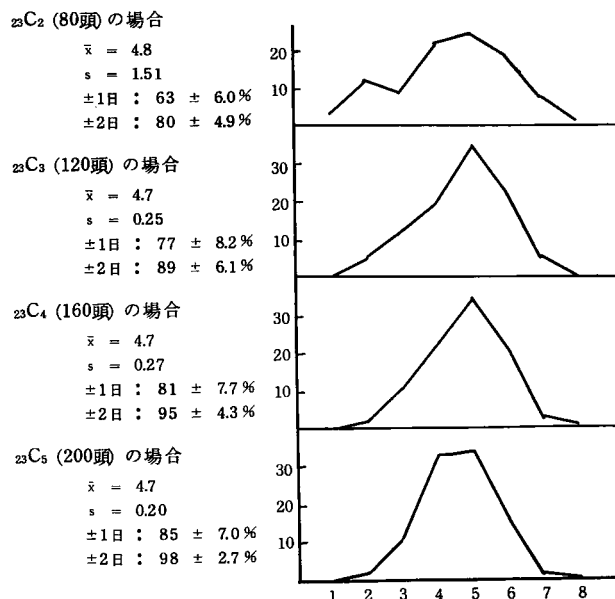 ₂₃C₂ (80頭) の場合
x̄ = 4.8
s = 1.51
±1日 : 63 ± 6.0%
±2日 : 80 ± 4.9%
20
10
₂₃C₃ (120頭) の場合
x̄ = 4.7
s = 0.25
±1日 : 77 ± 8.2%
±2日 : 89 ± 6.1%
30
20
10
₂₃C₄ (160頭) の場合
x̄ = 4.7
s = 0.27
±1日 : 81 ± 7.7%
±2日 : 95 ± 4.3%
30
20
10
₂₃C₅ (200頭) の場合
x̄ = 4.7
s = 0.20
±1日 : 85 ± 7.0%
±2日 : 98 ± 2.7%
30
20
10
1 2 3 4 5 6 7 8